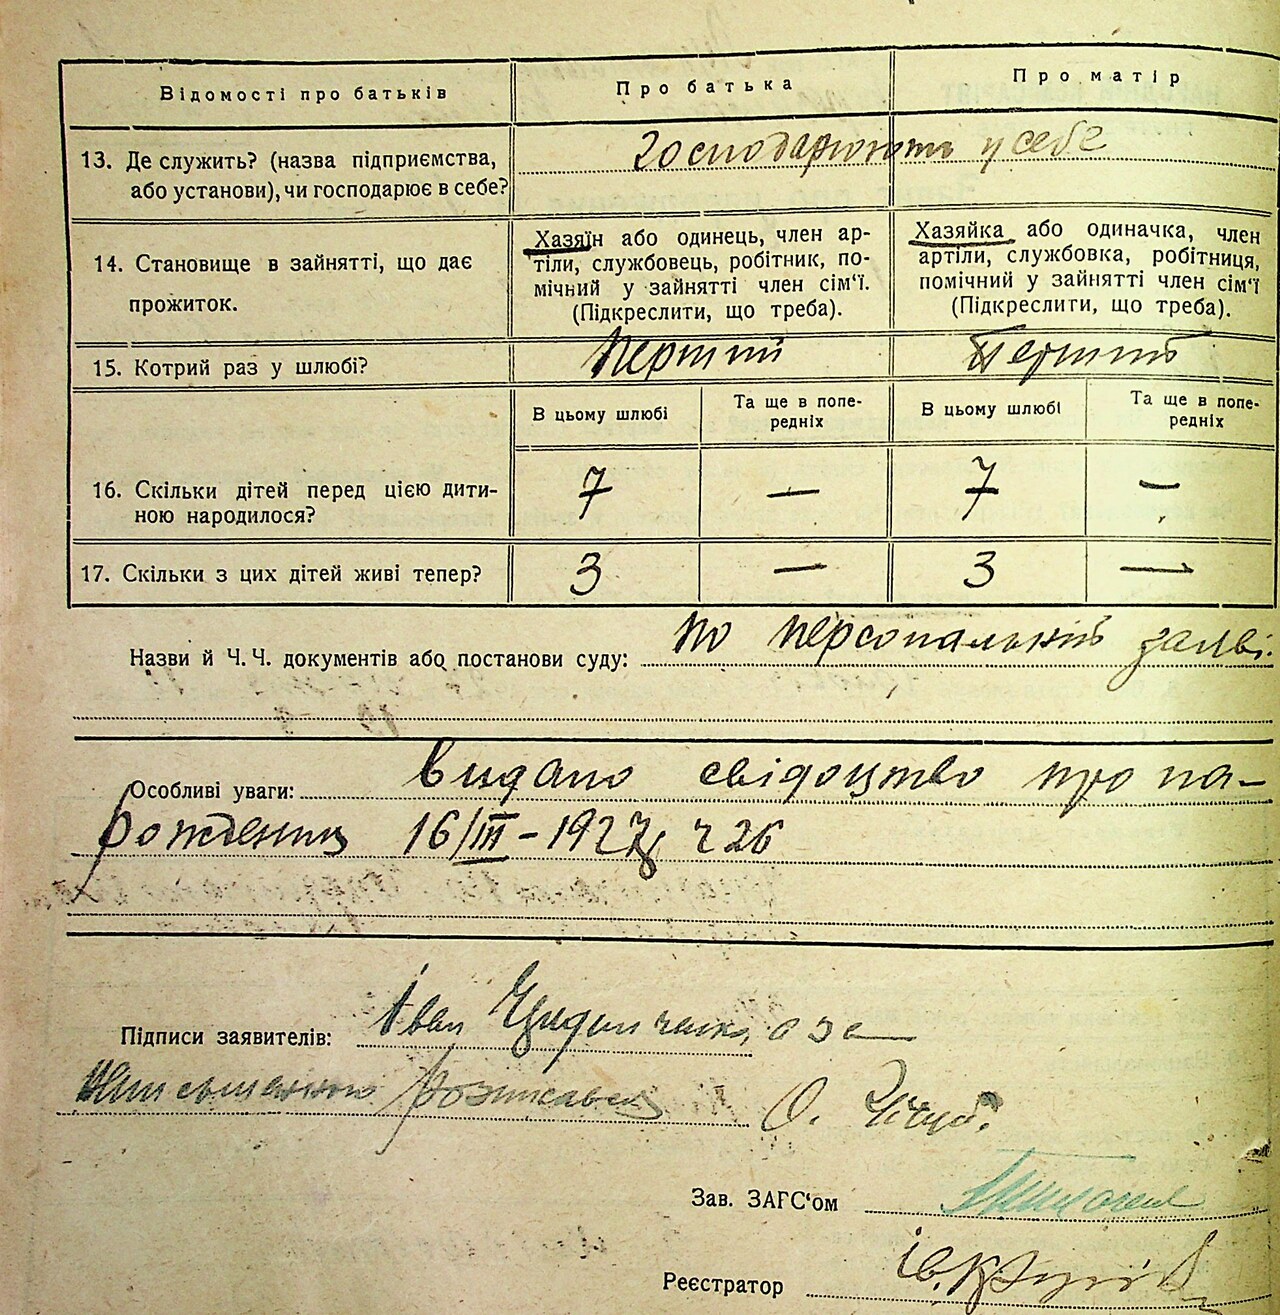 Відомості про батьків
Про батька
Про матір
13. Де служить? (назва підприємства,
або установи), чи господарює в себе?
господарюють у себе
14. Становище в зайнятті, що дає
прожиток.
Хазяїн або одинець, член ар-
тіли, службовець, робітник, по-
мічний у зайнятті член сім'ї.
(Підкреслити, що треба).
Хазяйка або одиначка, член
артіли, службовка, робітниця,
помічний у зайнятті член сім'ї
(Підкреслити, що треба).
15. Котрий раз у шлюбі?
Перший
Перший
В цьому шлюбі
Та ще в попе-
редніх
В цьому шлюбі
Та ще в попе-
редніх
16. Скільки дітей перед цією дити-
ною народилося?
7 — 7 —
17. Скільки з цих дітей живі тепер?
3 — 3 —
Назви й Ч. Ч. документів або постанови суду: по персональній заяві.
Особливі уваги: видано свідоцтво про на-
рождения 16/III-1927 ч 26
Підписи заявителів: Іван за
О.
Зав. ЗАГС'ом
Реєстратор Ів.